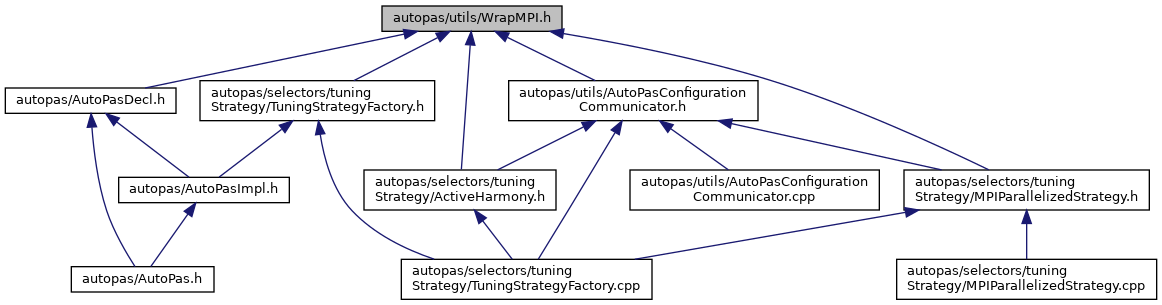 autopas/utils/WrapMPI.h
autopas/AutoPasDecl.h
autopas/selectors/tuning
Strategy/TuningStrategyFactory.h
autopas/utils/AutoPasConfiguration
Communicator.h
autopas/AutoPasImpl.h
autopas/selectors/tuning
Strategy/ActiveHarmony.h
autopas/utils/AutoPasConfiguration
Communicator.cpp
autopas/selectors/tuning
Strategy/MPIParallelizedStrategy.h
autopas/AutoPas.h
autopas/selectors/tuning
Strategy/TuningStrategyFactory.cpp
autopas/selectors/tuning
Strategy/MPIParallelizedStrategy.cpp